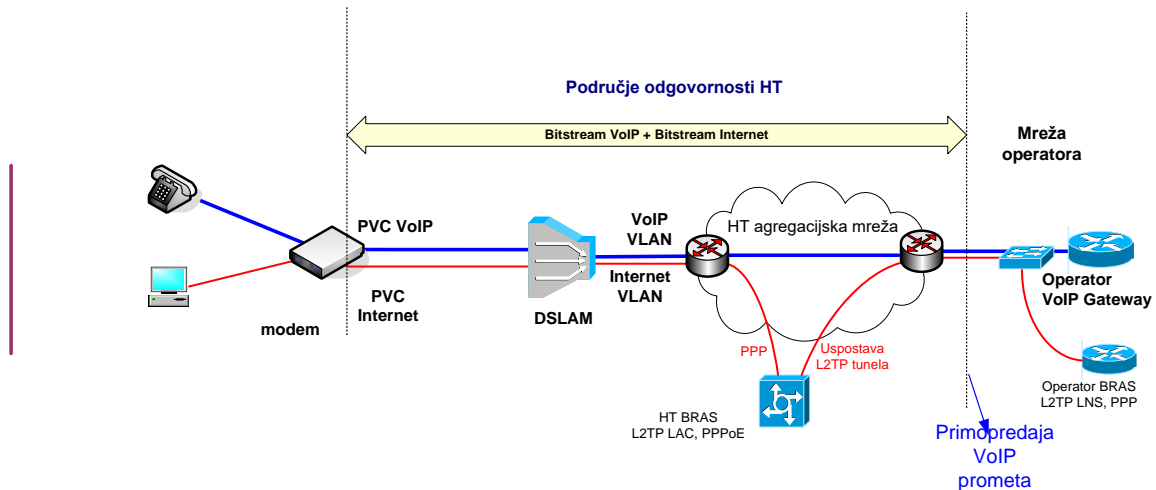 Područje odgovornosti HT
Bitstream VoIP + Bitstream Internet
Mreža
operatora
PVC VoIP
PVC
Internet
modem
DSLAM
VoIP
VLAN
Internet
VLAN
HT agregacijska mreža
PPP
Uspostava
L2TP tunela
HT BRAS
L2TP LAC, PPPoE
Operator
VoIP Gateway
Operator BRAS
L2TP LNS, PPP
Primopredaja
VoIP
prometa